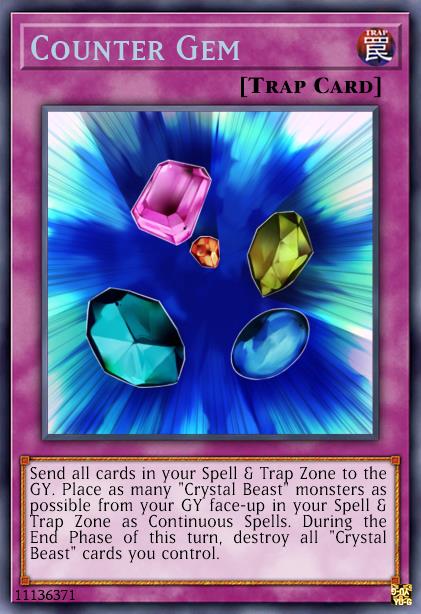 Counter Gem
TRAP
罠
[Trap Card]
Send all cards in your Spell & Trap Zone to the
GY. Place as many "Crystal Beast" monsters as
possible from your GY face-up in your Spell &
Trap Zone as Continuous Spells. During the
End Phase of this turn, destroy all "Crystal
Beast" cards you control.
11136371